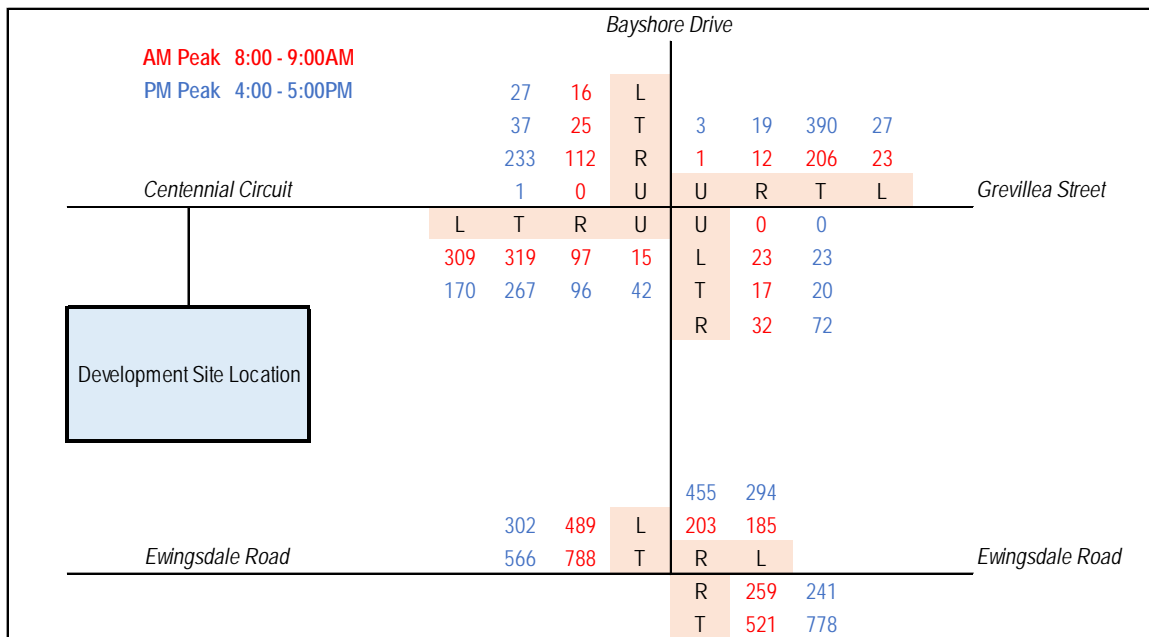 Bayshore Drive
AM Peak 8:00 - 9:00AM
PM Peak 4:00 - 5:00PM
27 16 L
37 25 T 3 19 390 27
233 112 R 1 12 206 23
Centennial Circuit 1 0 U U R T L Grevillea Street
L T R U U 0 0
309 319 97 15 L 23 23
170 267 96 42 T 17 20
R 32 72
Development Site Location
455 294
302 489 L 203 185
Ewingsdale Road 566 788 T R L Ewingsdale Road
R 259 241
T 521 778